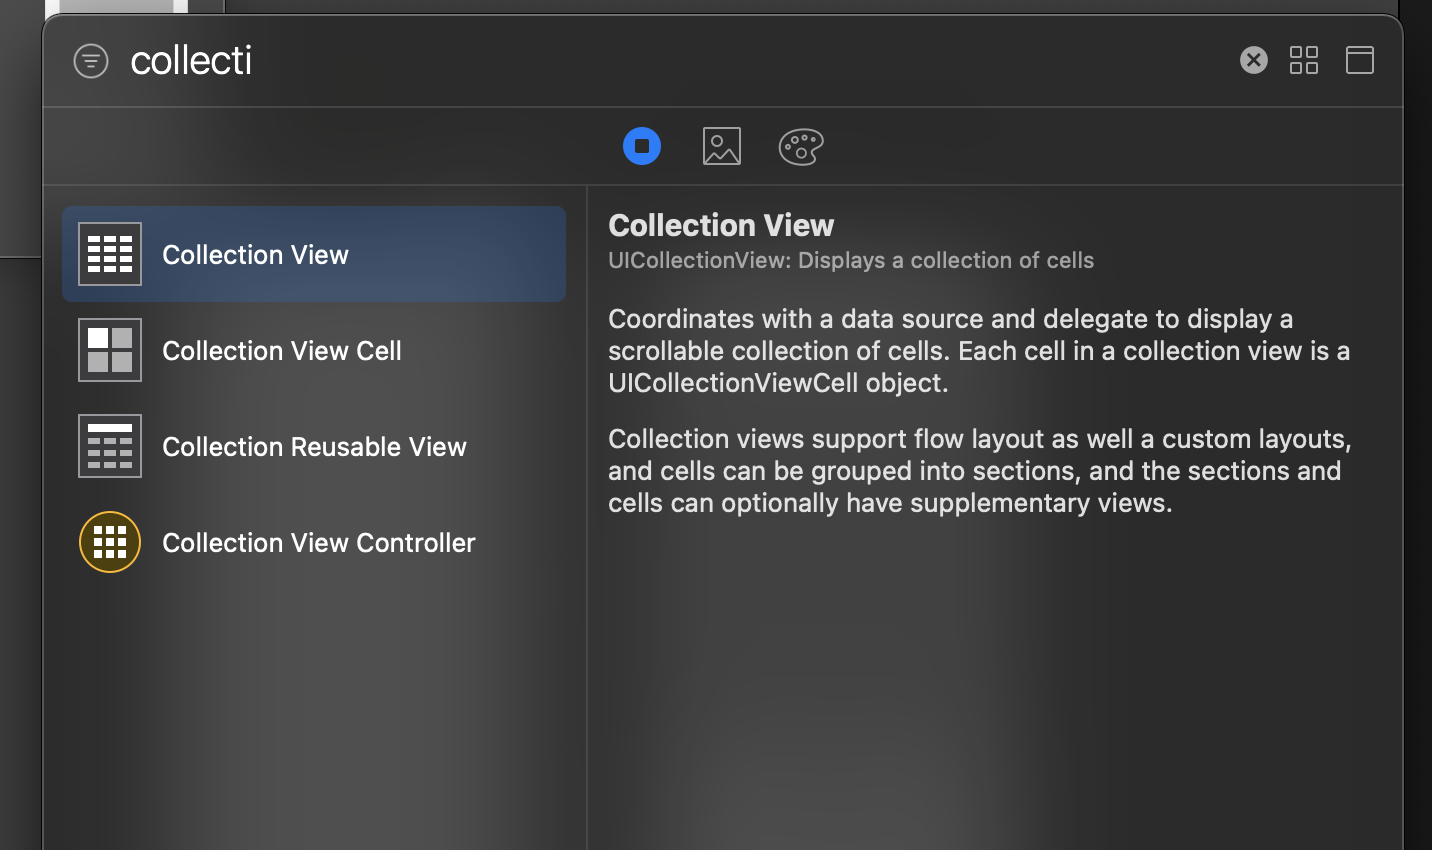 collecti
Collection View
Collection View Cell
Collection Reusable View
Collection View Controller
Collection View
UICollectionView: Displays a collection of cells
Coordinates with a data source and delegate to display a
scrollable collection of cells. Each cell in a collection view is a
UICollectionViewCell object.
Collection views support flow layout as well a custom layouts,
and cells can be grouped into sections, and the sections and
cells can optionally have supplementary views.